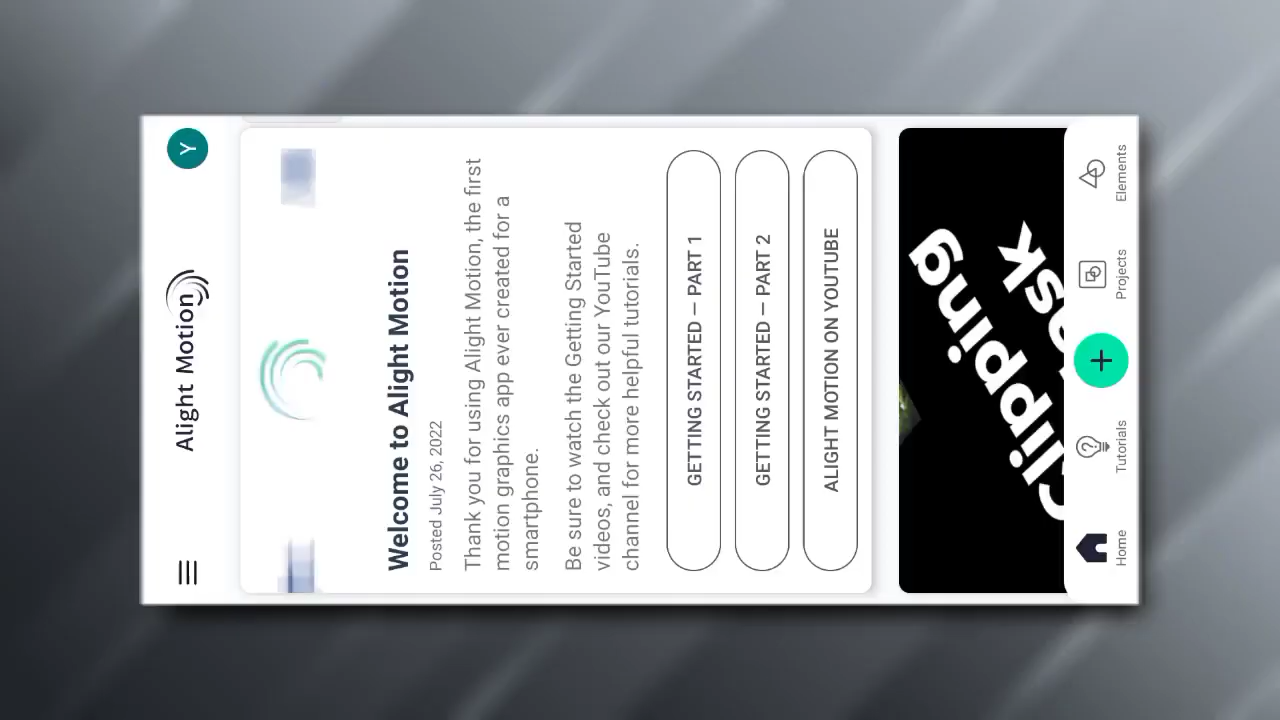 Alight Motion
Y
Welcome to Alight Motion
Posted July 26, 2022
Thank you for using Alight Motion, the first
motion graphics app ever created for a
smartphone.
Be sure to watch the Getting Started
videos, and check out our YouTube
channel for more helpful tutorials.
GETTING STARTED – PART 1
GETTING STARTED – PART 2
ALIGHT MOTION ON YOUTUBE
Clipping
Home
Tutorials
Projects
Elements